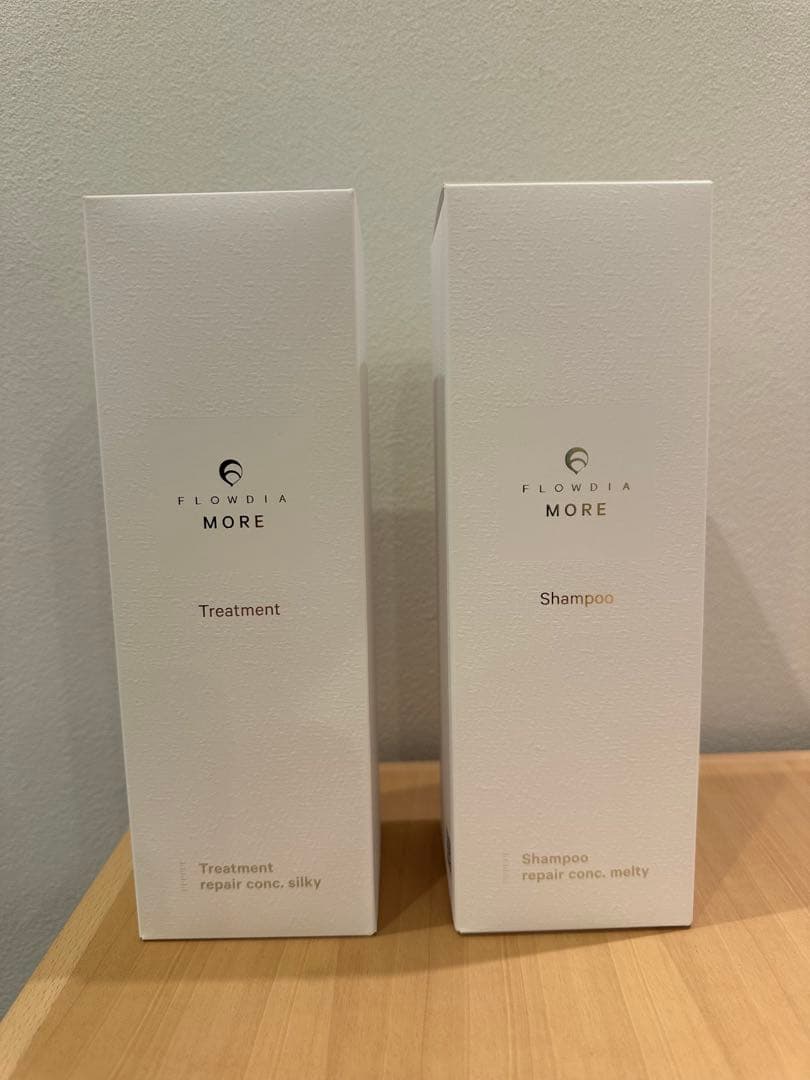 FLOWDIA
MORE
Treatment
Treatment
repair conc. silky
FLOWDIA
MORE
Shampoo
Shampoo
repair conc. melty